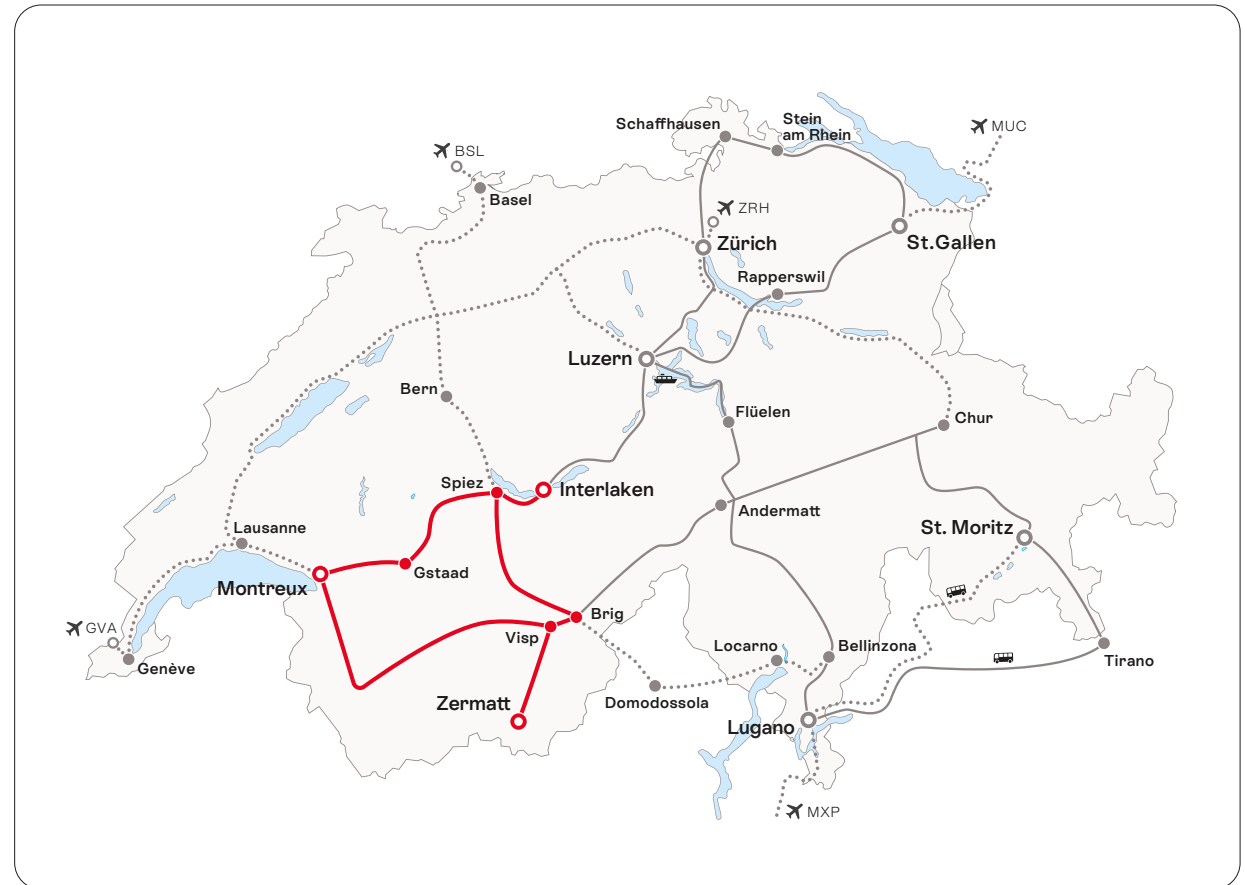 Schaffhausen
Stein
am Rhein
MUC
BSL
Basel
ZRH
Zürich
St.Gallen
Rapperswil
Luzern
Bern
Flüelen
Chur
Spiez
Interlaken
Andermatt
St. Moritz
Lausanne
Gstaad
Montreux
Brig
GVA
Visp
Genève
Locarno
Bellinzona
Tirano
Zermatt
Domodossola
Lugano
MXP